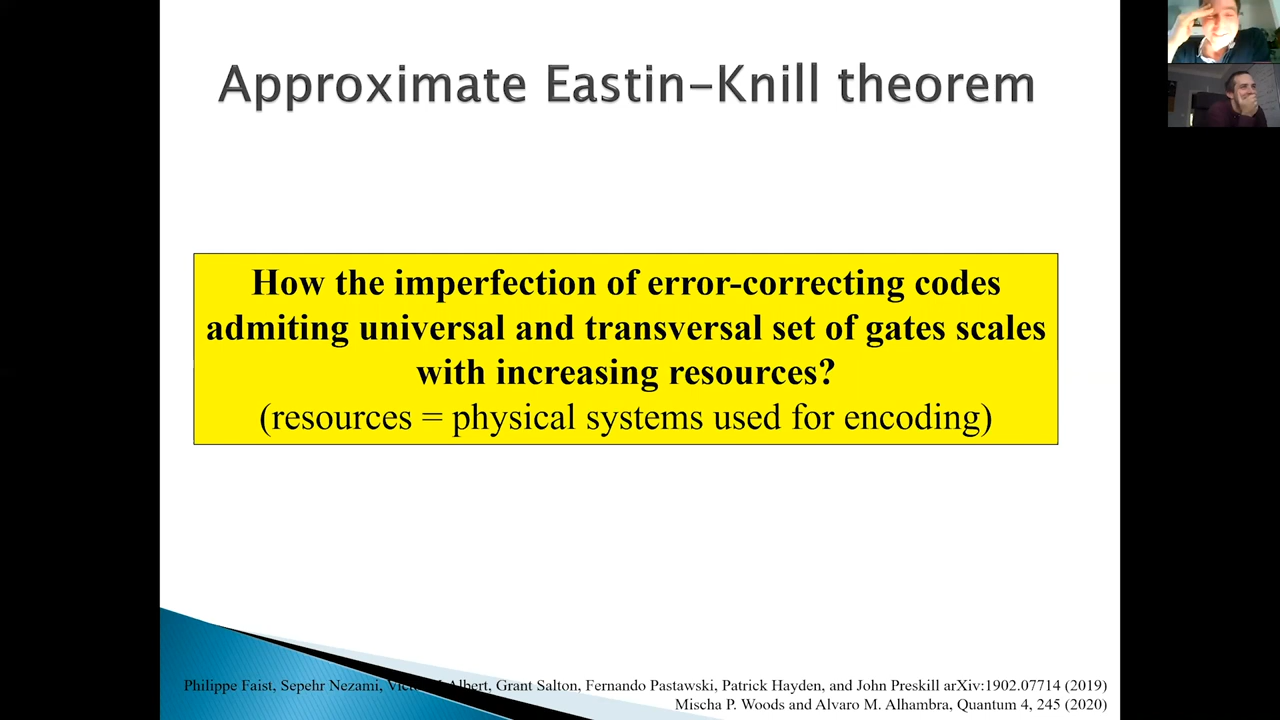 Approximate Eastin-Knill theorem
How the imperfection of error-correcting codes
admiting universal and transversal set of gates scales
with increasing resources?
(resources = physical systems used for encoding)
Philippe Faist, Sepehr Nezami, Albert, Grant Salton, Fernando Pastawski, Patrick Hayden, and John Preskill arXiv:1902.07714 (2019)
Mischa P. Woods and Alvaro M. Alhambra, Quantum 4, 245 (2020)